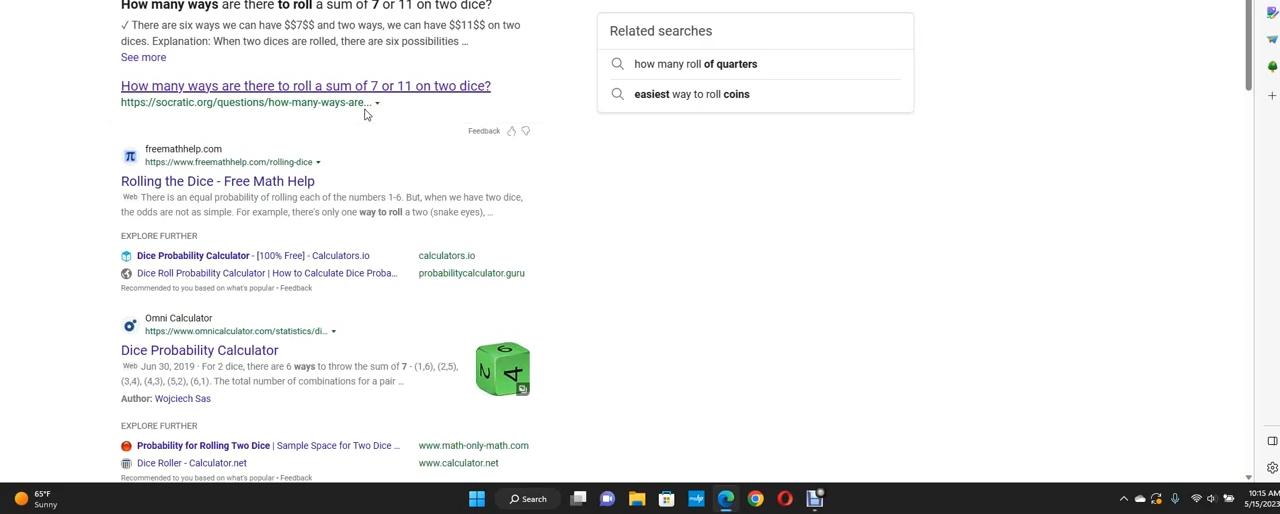 How many ways are there to roll a sum of 7 or 11 on two dice?
✓ There are six ways we can have $$7$$ and two ways, we can have $$11$$ on two
dices. Explanation: When two dices are rolled, there are six possibilities ...
See more
How many ways are there to roll a sum of 7 or 11 on two dice?
https://socratic.org/questions/how-many-ways-are...
Feedback
freemathhelp.com
https://www.freemathhelp.com/rolling-dice
Rolling the Dice - Free Math Help
Web There is an equal probability of rolling each of the numbers 1-6. But, when we have two dice,
the odds are not as simple. For example, there's only one way to roll a two (snake eyes), ...
EXPLORE FURTHER
Dice Probability Calculator - [100% Free] - Calculators.io calculators.io
Dice Roll Probability Calculator | How to Calculate Dice Proba... probabilitycalculator.guru
Recommended to you based on what's popular • Feedback
Omni Calculator
https://www.omnicalculator.com/statistics/di...
Dice Probability Calculator
Web Jun 30, 2019 · For 2 dice, there are 6 ways to throw the sum of 7 - (1,6), (2,5),
(3,4), (4,3), (5,2), (6,1). The total number of combinations for a pair ...
Author: Wojciech Sas
6
2
4
EXPLORE FURTHER
Probability for Rolling Two Dice | Sample Space for Two Dice ... www.math-only-math.com
Dice Roller - Calculator.net www.calculator.net
Recommended to you based on what's popular • Feedback
Related searches
how many roll of quarters
easiest way to roll coins
65°F
Sunny
Search
10:15 AM
5/15/2023